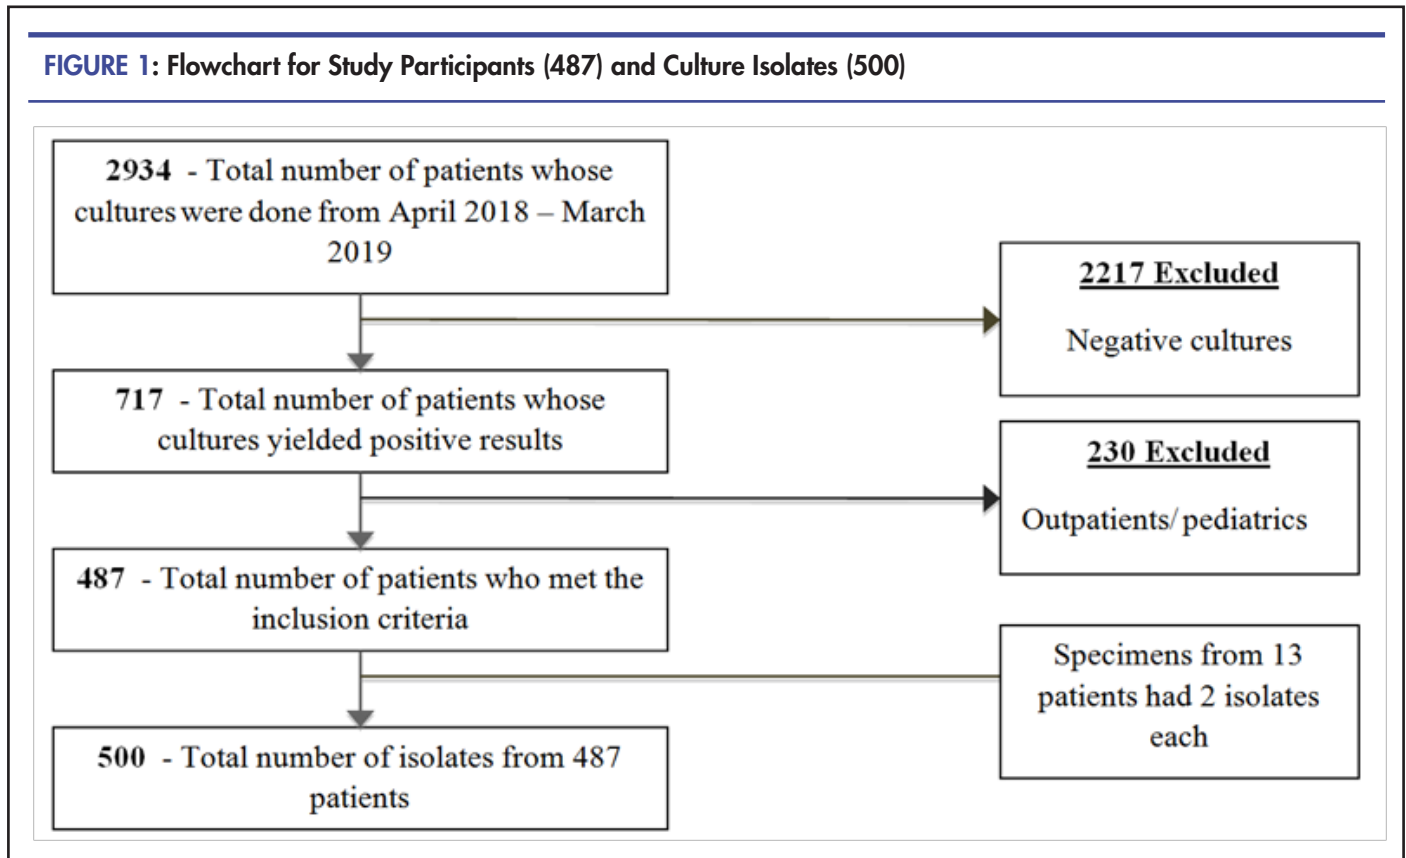 FIGURE 1: Flowchart for Study Participants (487) and Culture Isolates (500)
2934 - Total number of patients whose
cultures were done from April 2018 – March
2019
2217 Excluded
Negative cultures
717 - Total number of patients whose
cultures yielded positive results
230 Excluded
Outpatients/ pediatrics
487 - Total number of patients who met the
inclusion criteria
Specimens from 13
patients had 2 isolates
each
500 - Total number of isolates from 487
patients